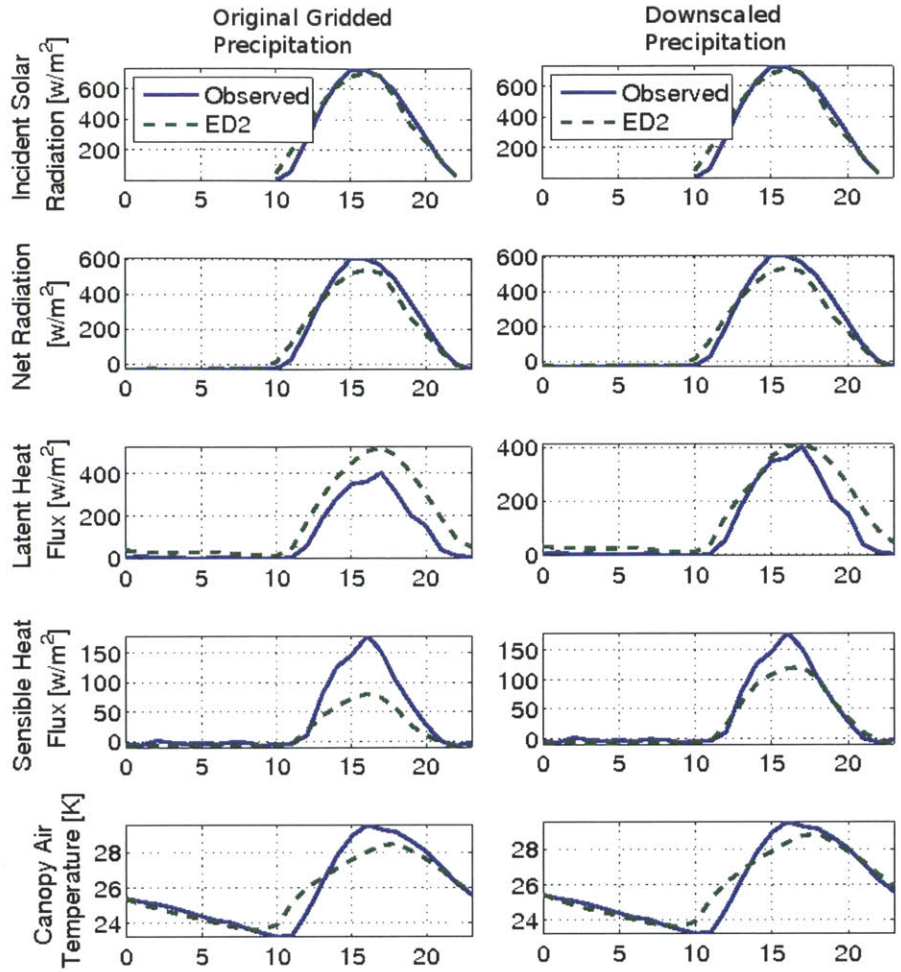 Original Gridded
Precipitation
Downscaled
Precipitation
Incident Solar
Radiation [w/m²]
600
400
200
Observed
ED2
0 5 10 15 20
600
400
200
Observed
ED2
0 5 10 15 20
Net Radiation
[w/m²]
600
400
200
0
0 5 10 15 20
600
400
200
0
0 5 10 15 20
Latent Heat
Flux [w/m²]
400
200
0
0 5 10 15 20
400
200
0
0 5 10 15 20
Sensible Heat
Flux [w/m²]
150
100
50
0
0 5 10 15 20
150
100
50
0
0 5 10 15 20
Canopy Air
Temperature [K]
28
26
24
0 5 10 15 20
28
26
24
0 5 10 15 20